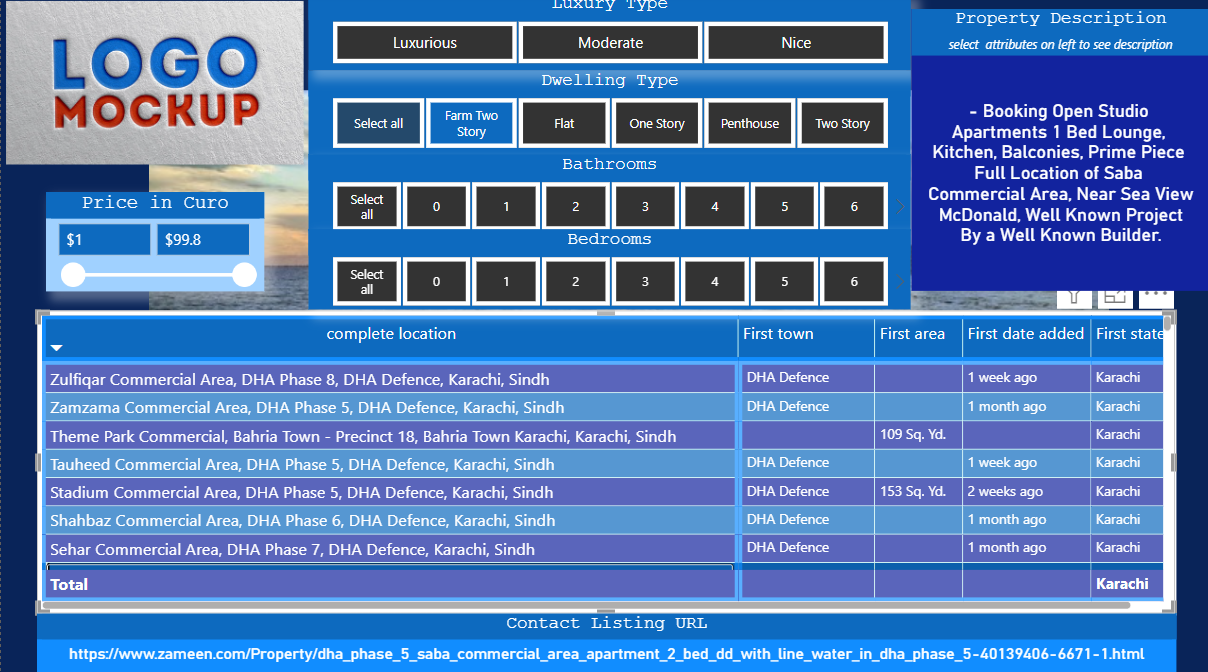 LOGO
MOCKUP
Luxury Type
Luxurious Moderate Nice
Dwelling Type
Select all Farm Two Story Flat One Story Penthouse Two Story
Bathrooms
Select all 0 1 2 3 4 5 6
Bedrooms
Select all 0 1 2 3 4 5 6
Property Description
select attributes on left to see description
- Booking Open Studio
Apartments 1 Bed Lounge,
Kitchen, Balconies, Prime Piece
Full Location of Saba
Commercial Area, Near Sea View
McDonald, Well Known Project
By a Well Known Builder.
Price in Curo
$1 $99.8
complete location First town First area First date added First state
Zulfiqar Commercial Area, DHA Phase 8, DHA Defence, Karachi, Sindh DHA Defence 1 week ago Karachi
Zamzama Commercial Area, DHA Phase 5, DHA Defence, Karachi, Sindh DHA Defence 1 month ago Karachi
Theme Park Commercial, Bahria Town - Precinct 18, Bahria Town Karachi, Karachi, Sindh 109 Sq. Yd. Karachi
Tauheed Commercial Area, DHA Phase 5, DHA Defence, Karachi, Sindh DHA Defence 1 week ago Karachi
Stadium Commercial Area, DHA Phase 5, DHA Defence, Karachi, Sindh DHA Defence 153 Sq. Yd. 2 weeks ago Karachi
Shahbaz Commercial Area, DHA Phase 6, DHA Defence, Karachi, Sindh DHA Defence 1 month ago Karachi
Sehar Commercial Area, DHA Phase 7, DHA Defence, Karachi, Sindh DHA Defence 1 month ago Karachi
Total Karachi
Contact Listing URL
https://www.zameen.com/Property/dha_phase_5_saba_commercial_area_apartment_2_bed_dd_with_line_water_in_dha_phase_5-40139406-6671-1.html